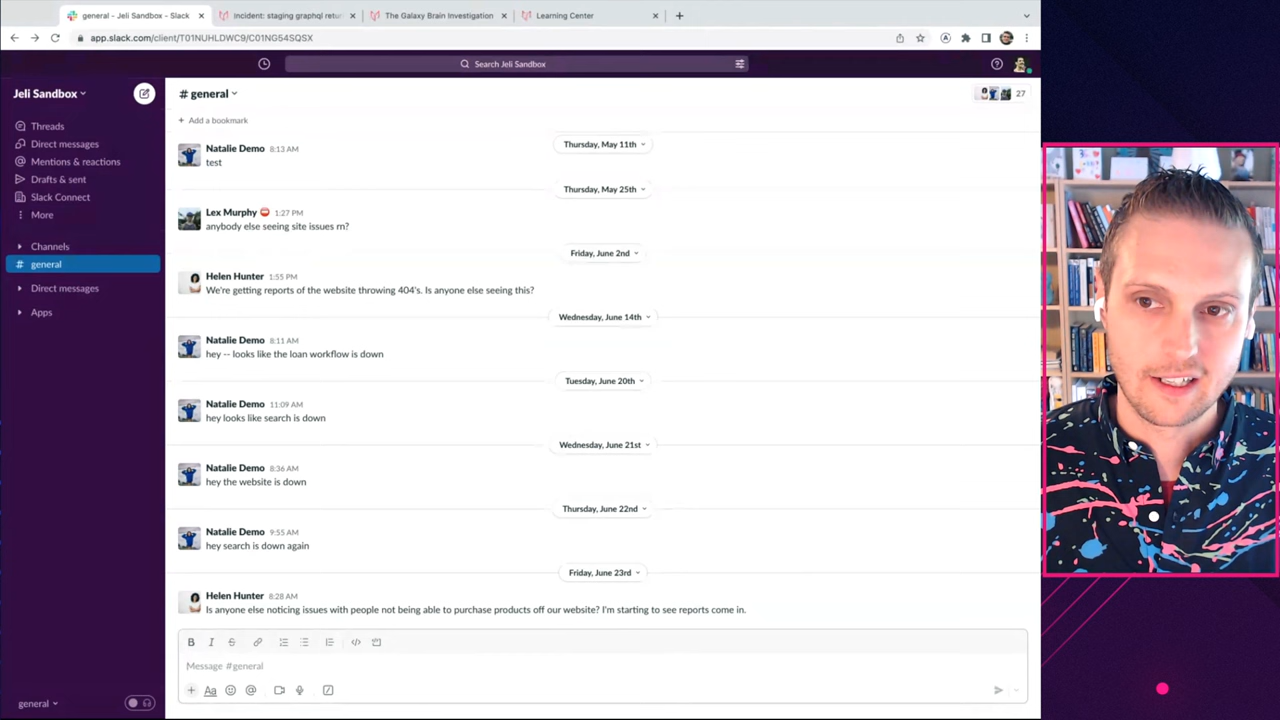 general - Jeli Sandbox - Slack
incident: staging graphql retur
The Galaxy Brain Investigation
Learning Center
app.slack.com/client/T01NUHLDWC9/C01NG54SQSX
Search Jeli Sandbox
Jeli Sandbox
# general
27
Threads
Add a bookmark
Direct messages
Thursday, May 11th
Natalie Demo 8:13 AM
Mentions & reactions
test
Drafts & sent
Thursday, May 25th
Slack Connect
More
Lex Murphy 1:27 PM
anybody else seeing site issues rn?
Channels
Friday, June 2nd
# general
Helen Hunter 1:55 PM
Direct messages
We're getting reports of the website throwing 404's. Is anyone else seeing this?
Apps
Wednesday, June 14th
Natalie Demo 8:11 AM
hey -- looks like the loan workflow is down
Tuesday, June 20th
Natalie Demo 11:09 AM
hey looks like search is down
Wednesday, June 21st
Natalie Demo 8:36 AM
hey the website is down
Thursday, June 22nd
Natalie Demo 9:55 AM
hey search is down again
Friday, June 23rd
Helen Hunter 8:28 AM
Is anyone else noticing issues with people not being able to purchase products off our website? I'm starting to see reports come in.
B I S
Message #general
Aa
general